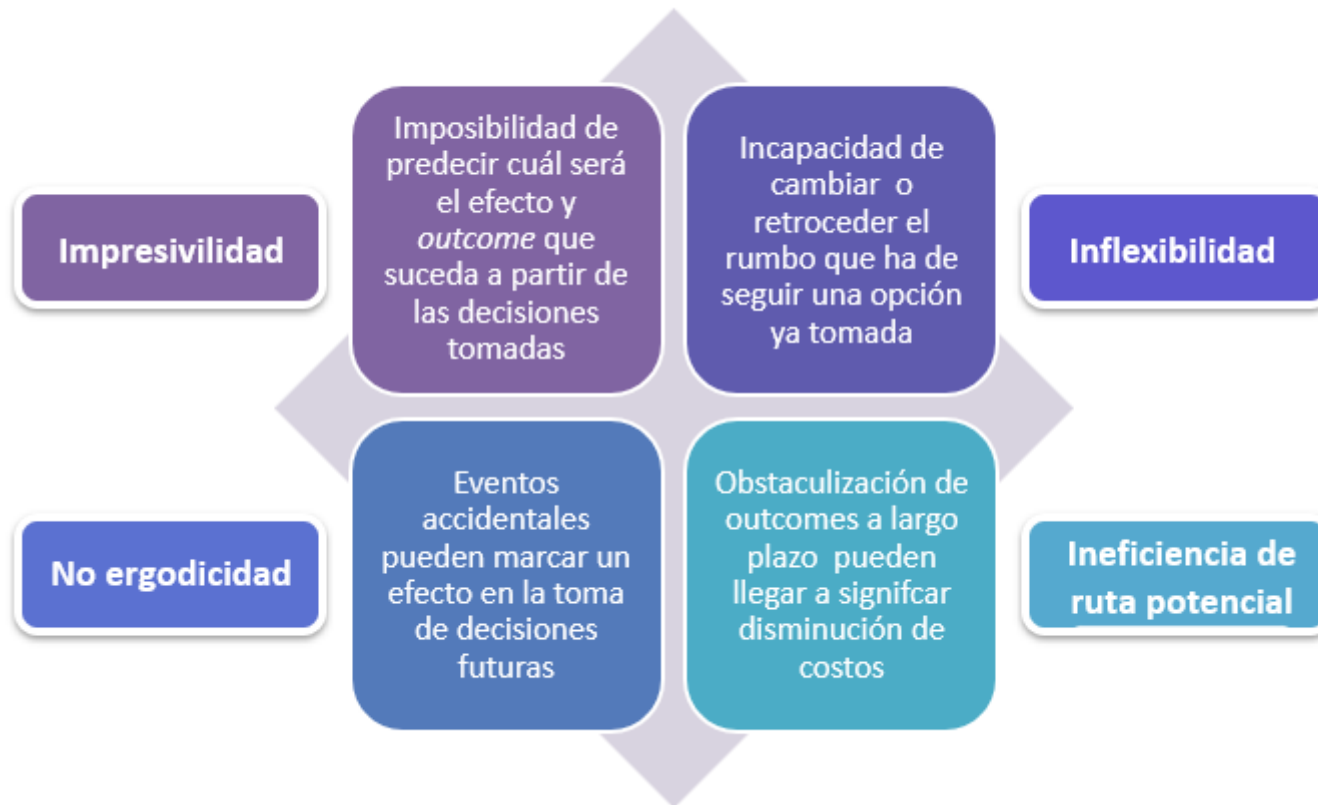 Impresivilidad
Imposibilidad de
predecir cuál será
el efecto y
outcome que
suceda a partir de
las decisiones
tomadas
Incapacidad de
cambiar o
retroceder el
rumbo que ha de
seguir una opción
ya tomada
Inflexibilidad
No ergodicidad
Eventos
accidentales
pueden marcar un
efecto en la toma
de decisiones
futuras
Obstaculización de
outcomes a largo
plazo pueden
llegar a signifcar
disminución de
costos
Ineficiencia de
ruta potencial